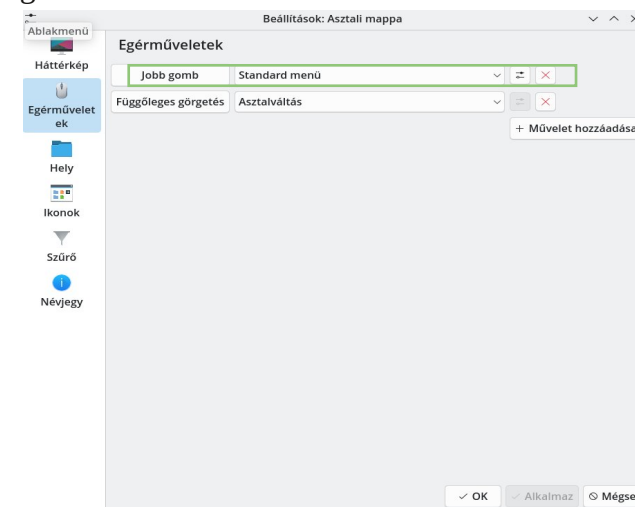 Beállítások: Asztali mappa
Ablakmenü
Háttérkép
Egérművelet
ek
Hely
Ikonok
Szűrő
Névjegy
Egérműveletek
Jobb gomb Standard menü
Függőleges görgetés Asztalváltás
+ Művelet hozzáadása
OK Alkalmaz Mégse